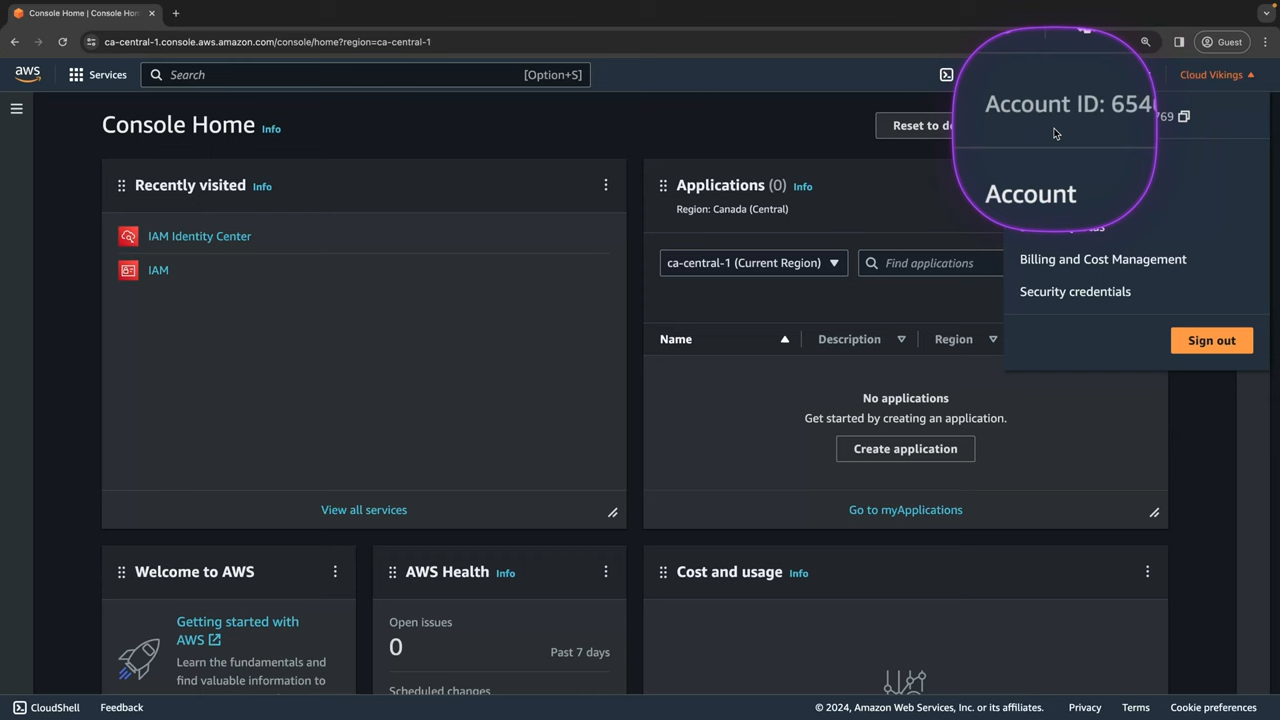 Console Home | Console Hom
ca-central-1.console.aws.amazon.com/console/home?region=ca-central-1
Guest
aws
Services
Search
[Option+S]
Cloud Vikings
Console Home Info
Reset to de
Account ID: 654
769
Account
Billing and Cost Management
Security credentials
Sign out
Recently visited Info
IAM Identity Center
IAM
View all services
Applications (0) Info
Region: Canada (Central)
ca-central-1 (Current Region)
Find applications
Name
Description
Region
No applications
Get started by creating an application.
Create application
Go to myApplications
Welcome to AWS
Getting started with
AWS
Learn the fundamentals and
find valuable information to
AWS Health Info
Open issues
0
Past 7 days
Scheduled changes
Cost and usage Info
CloudShell
Feedback
© 2024, Amazon Web Services, Inc. or its affiliates.
Privacy
Terms
Cookie preferences